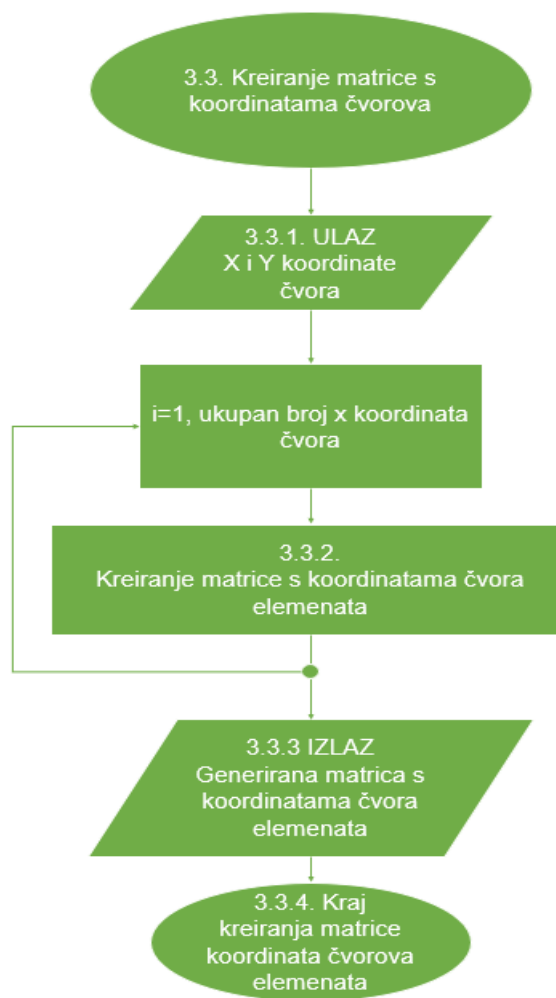 3.3. Kreiranje matrice s
koordinatama čvorova
3.3.1. ULAZ
X i Y koordinate
čvora
i=1, ukupan broj x koordinata
čvora
3.3.2.
Kreiranje matrice s koordinatama čvora
elemenata
3.3.3 IZLAZ
Generirana matrica s
koordinatama čvora
elemenata
3.3.4. Kraj
kreiranja matrice
koordinata čvorova
elemenata